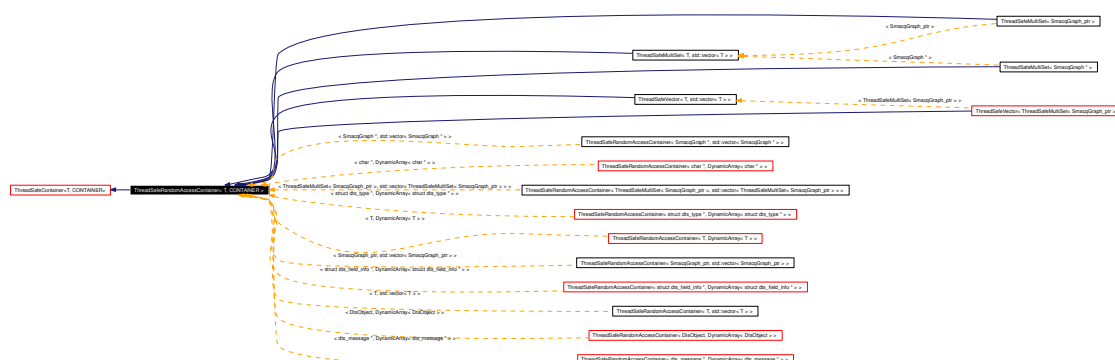 ThreadSafeMultiSet< SmacqGraph_ptr >
< SmacqGraph_ptr >
ThreadSafeMultiSet< T, std::vector< T > >
< SmacqGraph * >
ThreadSafeMultiSet< SmacqGraph * >
ThreadSafeVector< T, std::vector< T > >
< ThreadSafeMultiSet< SmacqGraph_ptr > >
ThreadSafeVector< ThreadSafeMultiSet< SmacqGraph_ptr >
< SmacqGraph *, std::vector< SmacqGraph * > >
ThreadSafeRandomAccessContainer< SmacqGraph *, std::vector< SmacqGraph * > >
< char *, DynamicArray< char * > >
ThreadSafeRandomAccessContainer< char *, DynamicArray< char * > >
ThreadSafeContainer<T, CONTAINER>
ThreadSafeRandomAccessContainer< T, CONTAINER >
< ThreadSafeMultiSet< SmacqGraph_ptr >, std::vector< ThreadSafeMultiSet< SmacqGraph_ptr > > >
ThreadSafeRandomAccessContainer< ThreadSafeMultiSet< SmacqGraph_ptr >, std::vector< ThreadSafeMultiSet< SmacqGraph_ptr > > >
< struct dts_type *, DynamicArray< struct dts_type * > >
ThreadSafeRandomAccessContainer< struct dts_type *, DynamicArray< struct dts_type * > >
< T, DynamicArray< T > >
ThreadSafeRandomAccessContainer< T, DynamicArray< T > >
< SmacqGraph_ptr, std::vector< SmacqGraph_ptr > >
ThreadSafeRandomAccessContainer< SmacqGraph_ptr, std::vector< SmacqGraph_ptr > >
< struct dts_field_info *, DynamicArray< struct dts_field_info * > >
ThreadSafeRandomAccessContainer< struct dts_field_info *, DynamicArray< struct dts_field_info * > >
< T, std::vector< T > >
ThreadSafeRandomAccessContainer< T, std::vector< T > >
< DtsObject, DynamicArray< DtsObject > >
ThreadSafeRandomAccessContainer< DtsObject, DynamicArray< DtsObject > >
< dts_message *, DynamicArray< dts_message * > >
ThreadSafeRandomAccessContainer< dts_message *, DynamicArray< dts_message * > >